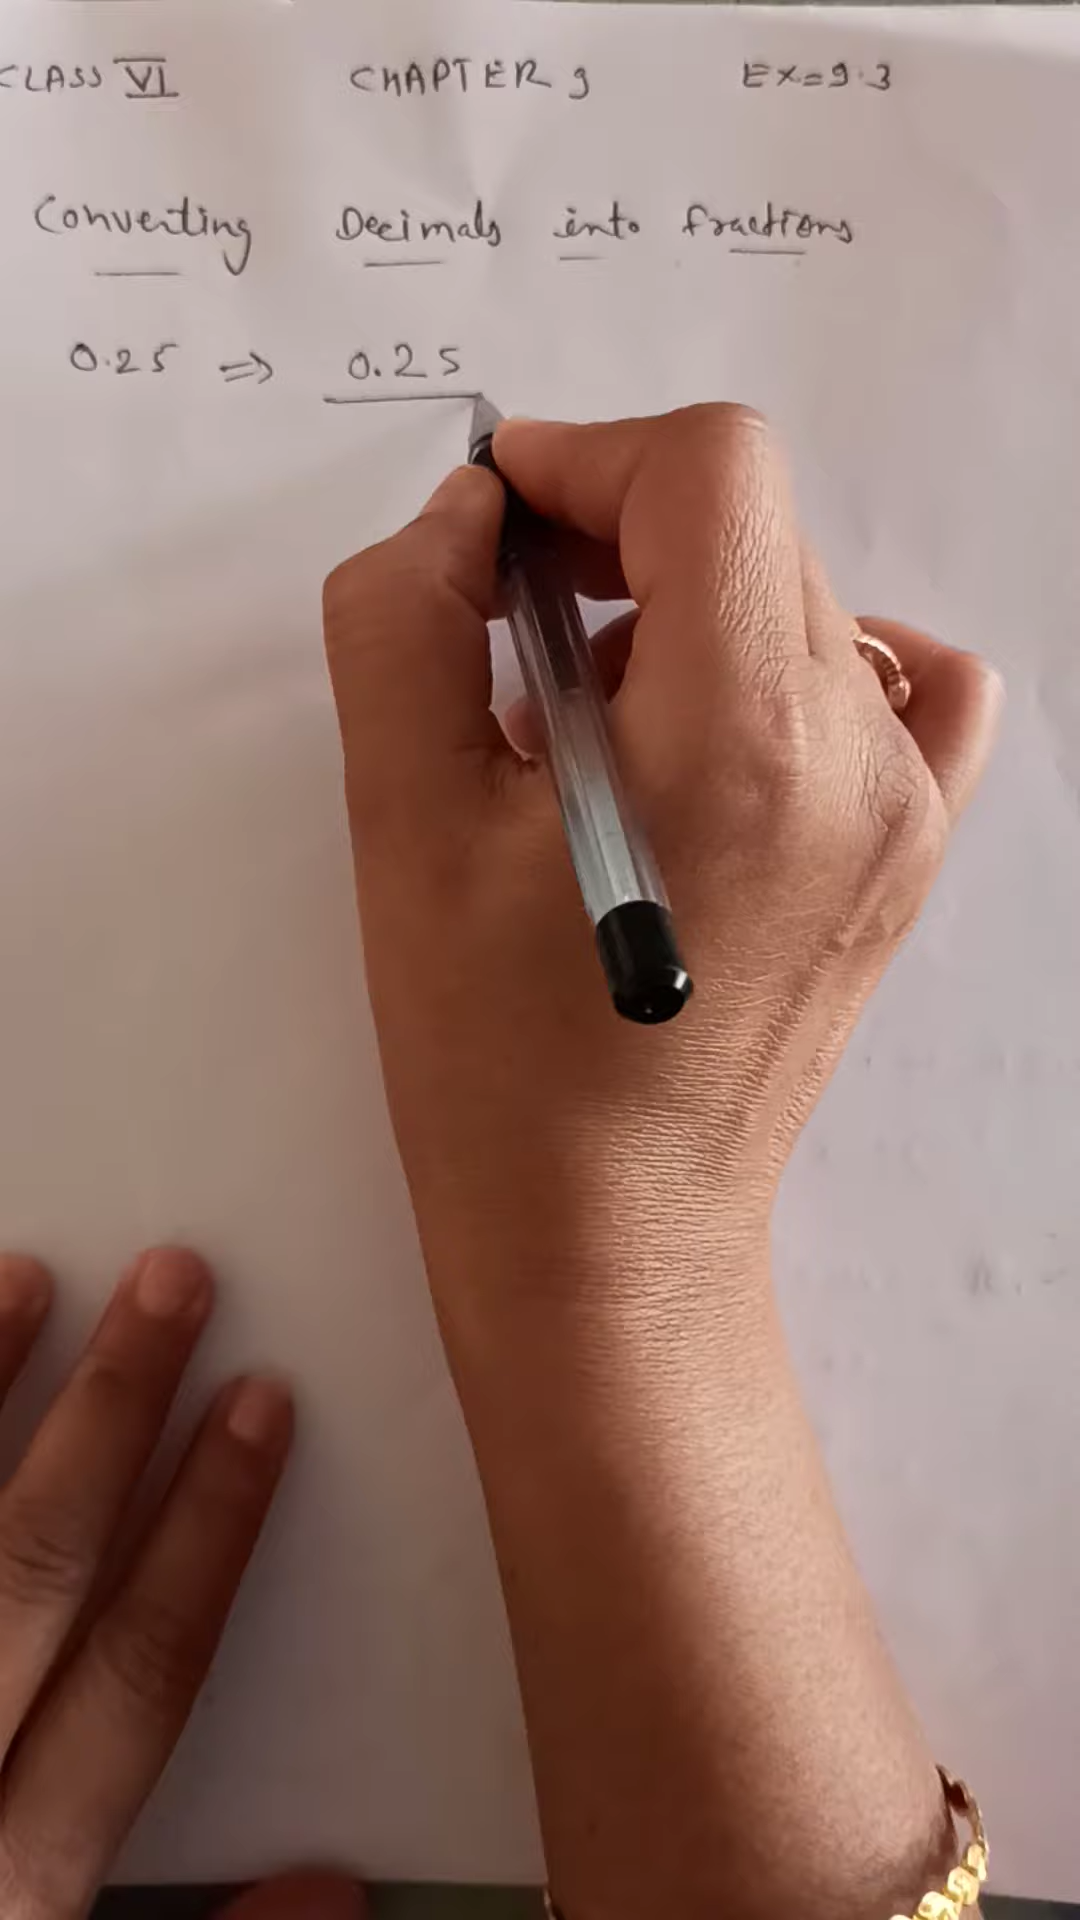 CLASS VI CHAPTER 9 EX=9.3
Converting Decimals into fractions
0.25 ⇒ 0.25